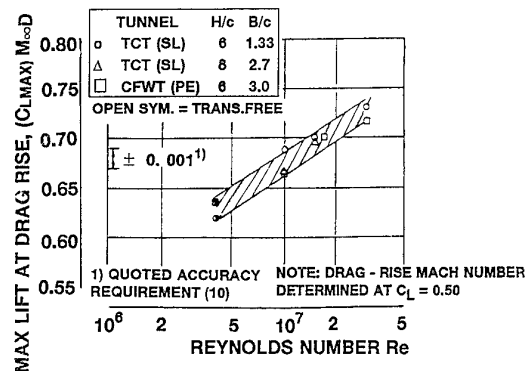 TUNNEL H/c B/c
TCT (SL) 6 1.33
TCT (SL) 8 2.7
CFWT (PE) 6 3.0
OPEN SYM. = TRANS.FREE
MAX LIFT AT DRAG RISE, (CLMAX) M∞D
0.80
0.75
0.70
0.65
0.60
0.55
± 0.001¹⁾
1) QUOTED ACCURACY
REQUIREMENT (10)
NOTE: DRAG - RISE MACH NUMBER
DETERMINED AT CL = 0.50
10⁶ 2 5 10⁷ 2 5
REYNOLDS NUMBER Re